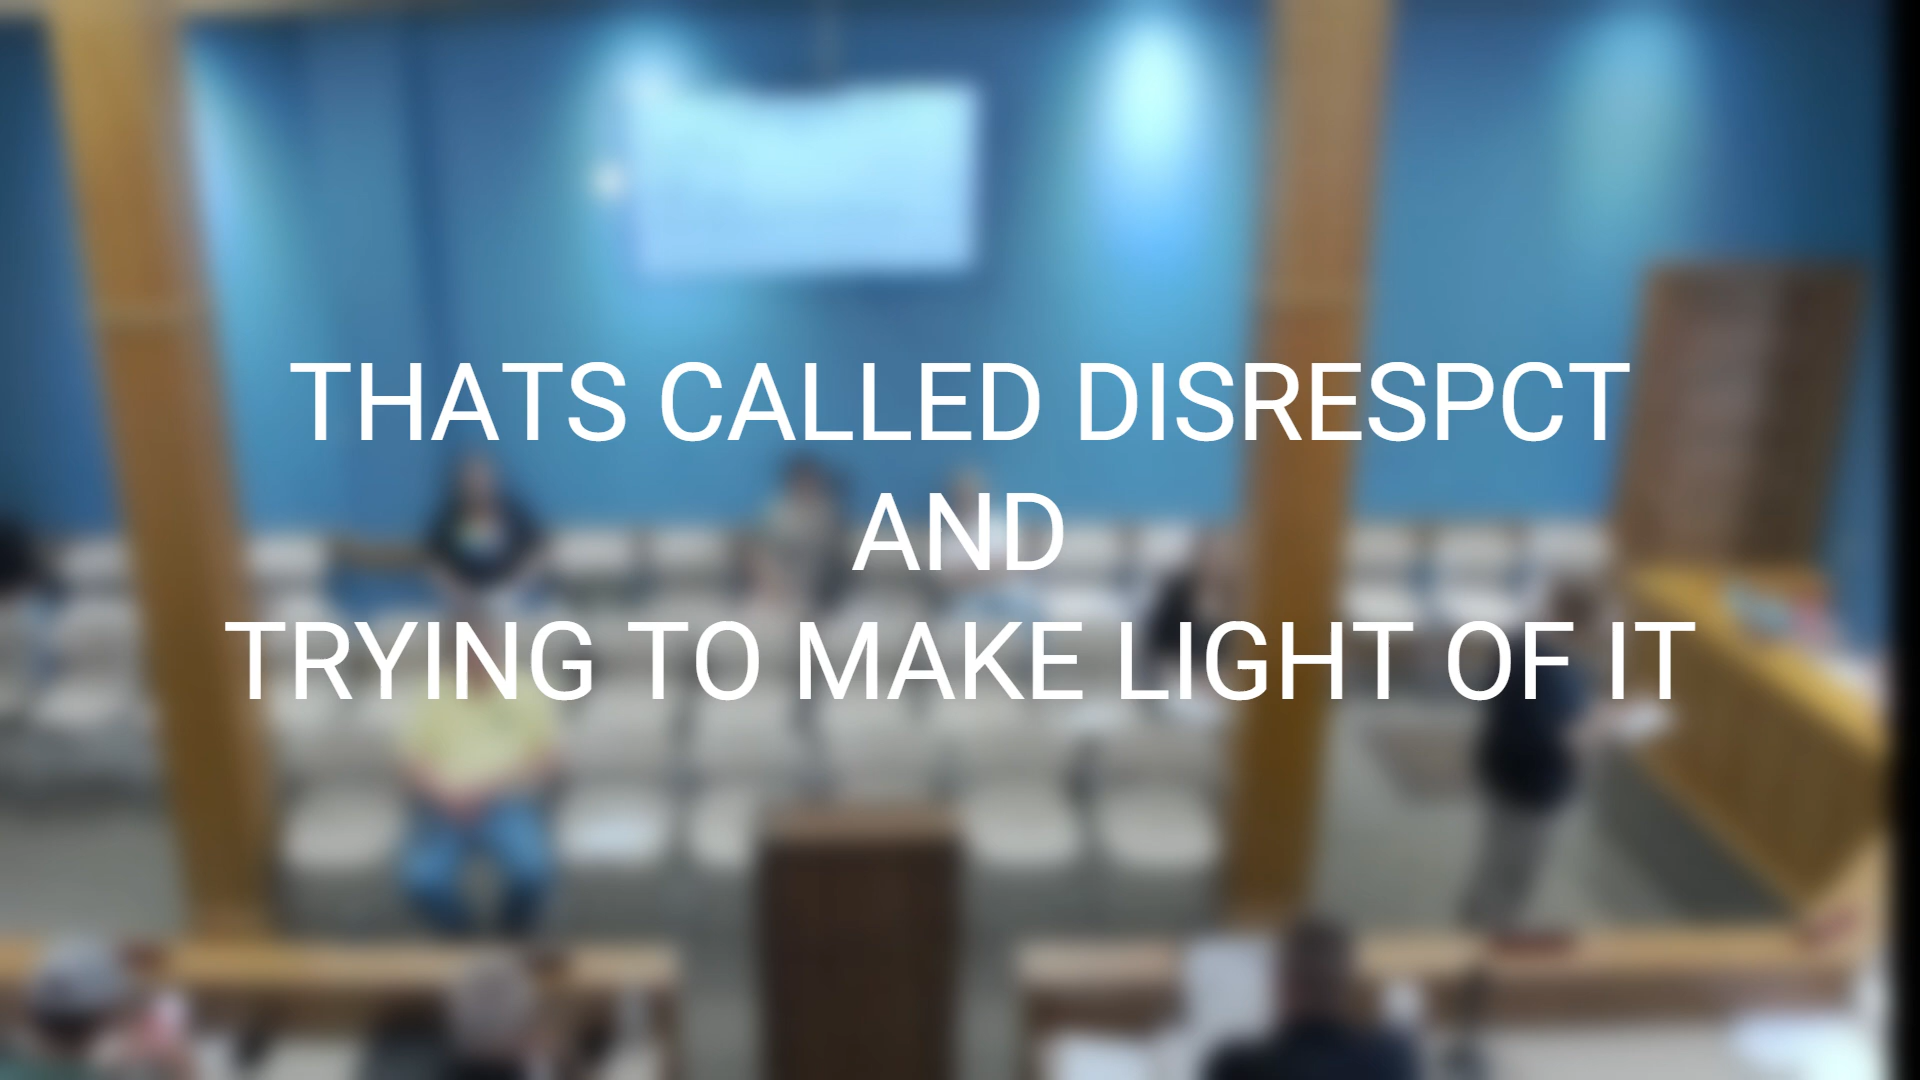 THATS CALLED DISRESPCT
AND
TRYING TO MAKE LIGHT OF IT